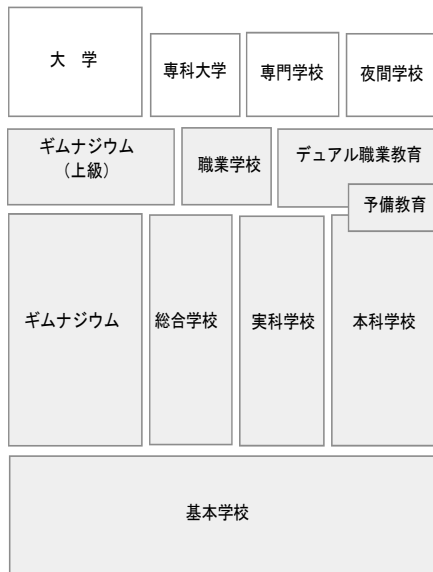 大　学
専科大学
専門学校
夜間学校
ギムナジウム
（上級）
職業学校
デュアル職業教育
予備教育
ギムナジウム
総合学校
実科学校
本科学校
基本学校